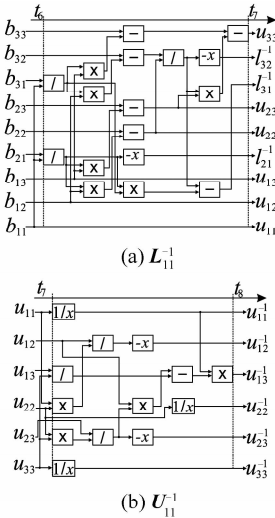 t6 t7
b33 − − u33
b32 − / -x l32^-1
b31 / x x l31^-1
b23 − u23
b22 − u22
b21 / x -x l21^-1
b13 u13
b12 x x x − u12
b11 u11
(a) L11^-1
t7 t8
u11 1/x u11^-1
u12 / -x u12^-1
u13 / − x u13^-1
u22 x x 1/x u22^-1
u23 x / -x u23^-1
u33 1/x u33^-1
(b) U11^-1